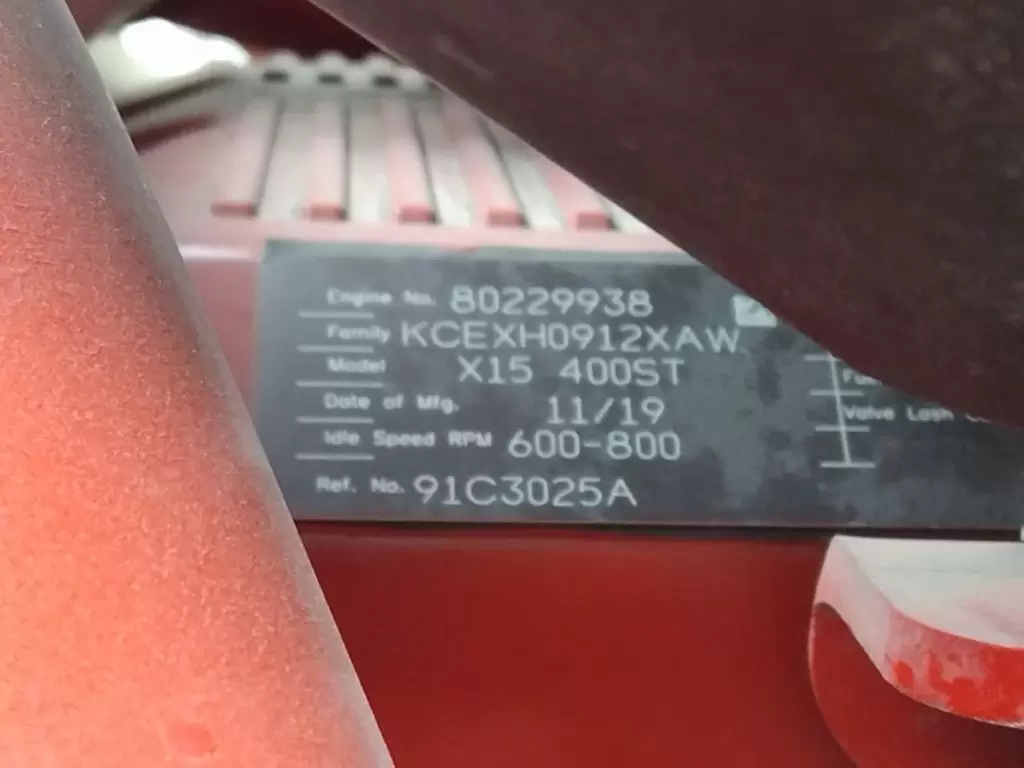 Engine No. 80229938
Family KCEXH0912XAW
Model X15 400ST
Date of Mfg. 11/19
Idle Speed RPM 600-800
Valve Lash
Ref. No. 91C3025A